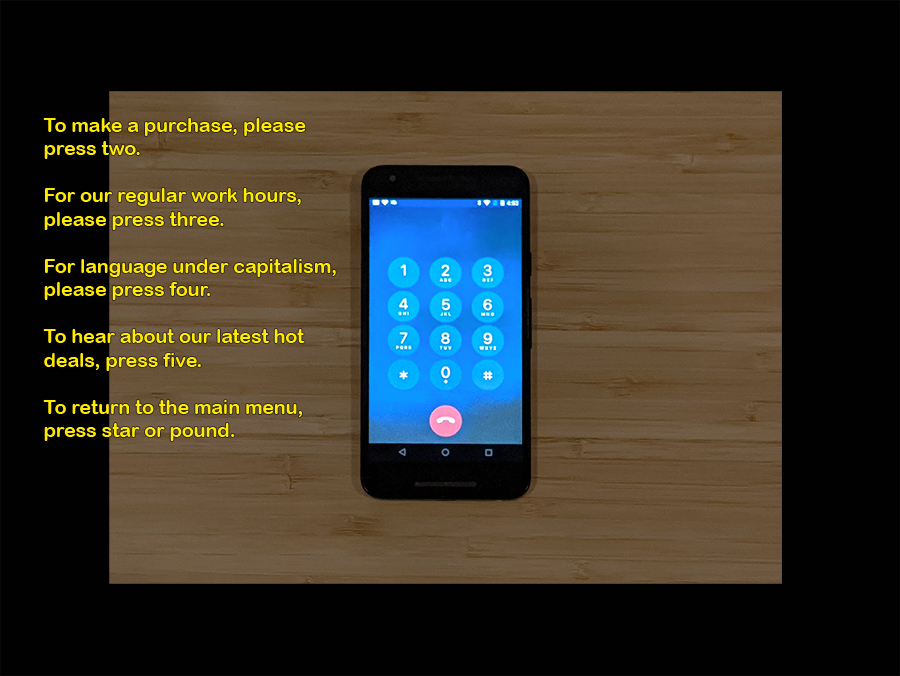 To make a purchase, please
press two.
For our regular work hours,
please press three.
For language under capitalism,
please press four.
To hear about our latest hot
deals, press five.
To return to the main menu,
press star or pound.
4:53
1 2 3
ABC DEF
4 5 6
GHI JKL MNO
7 8 9
PQRS TUV WXYZ
* 0 #